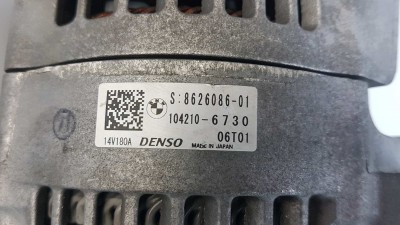 S:8626086-01
104210-6730
06T01
14V180A DENSO MADE IN JAPAN